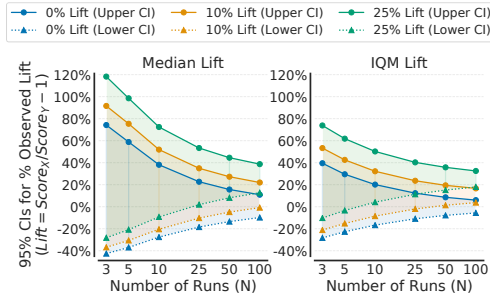 0% Lift (Upper CI) 10% Lift (Upper CI) 25% Lift (Upper CI)
0% Lift (Lower CI) 10% Lift (Lower CI) 25% Lift (Lower CI)
95% CIs for % Observed Lift
(Lift = Score_X/Score_Y − 1)
Median Lift
120%
100%
80%
60%
40%
20%
0%
-20%
-40%
3 5 10 25 50 100
Number of Runs (N)
IQM Lift
120%
100%
80%
60%
40%
20%
0%
-20%
-40%
3 5 10 25 50 100
Number of Runs (N)